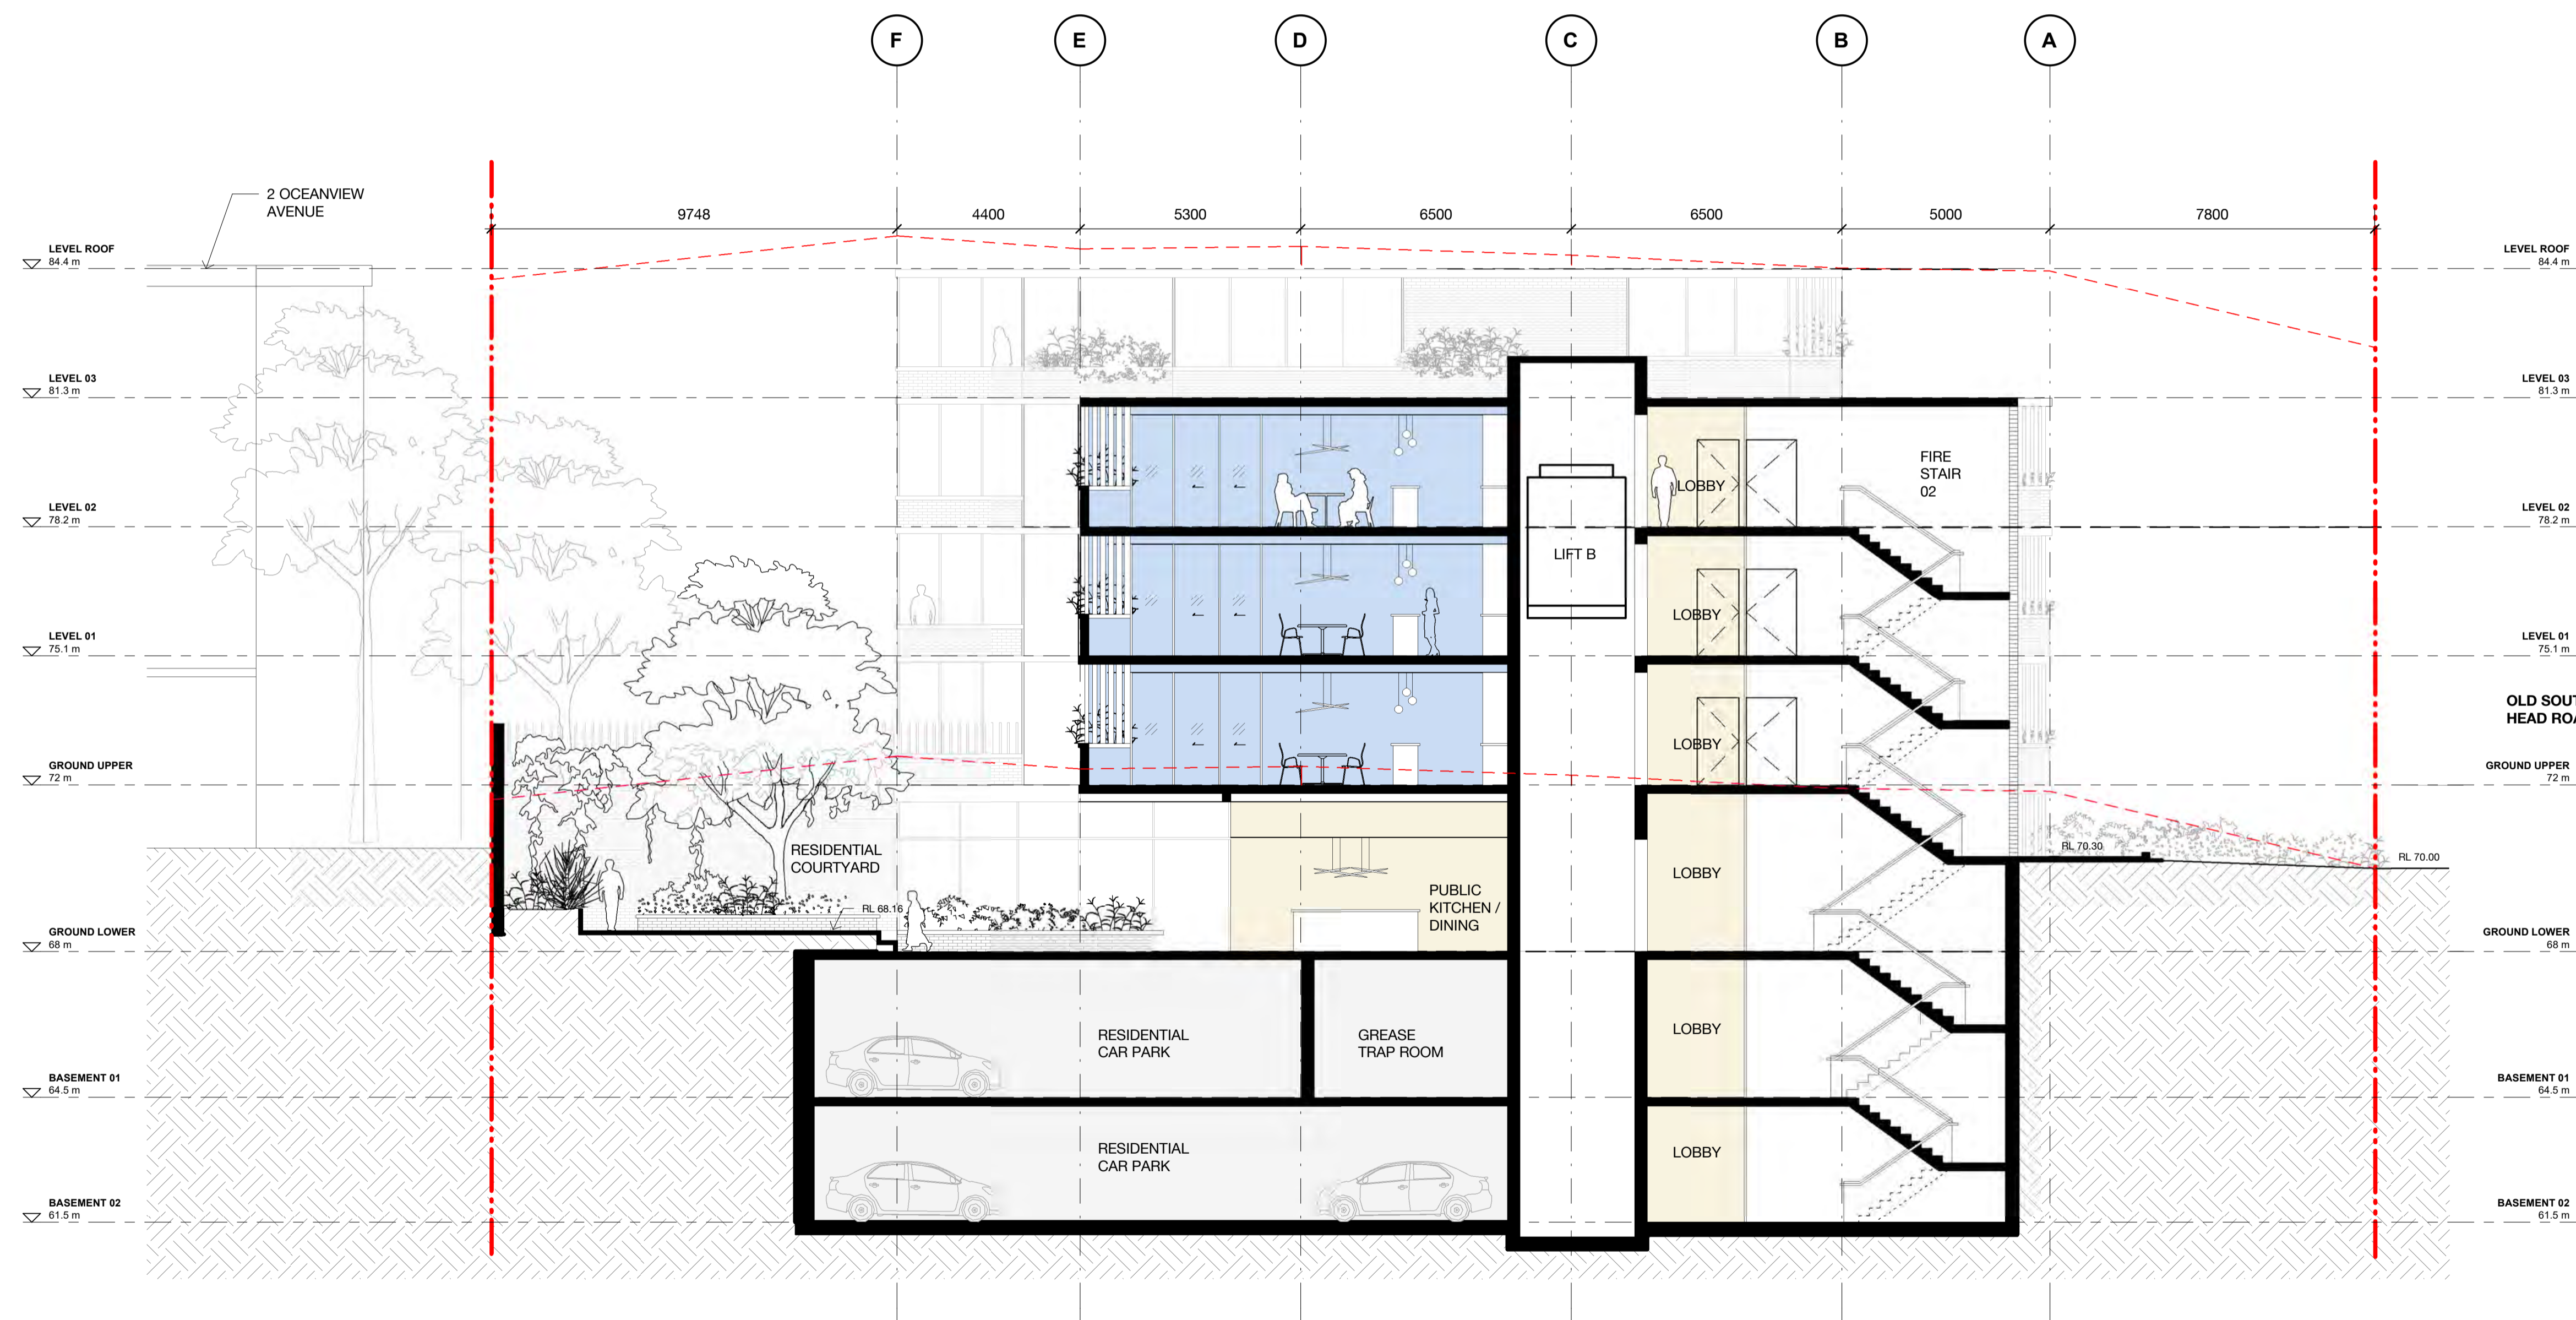 F
E
D
C
B
A
2 OCEANVIEW
AVENUE
9748
4400
5300
6500
6500
5000
7800
LEVEL ROOF
84.4 m
LEVEL ROOF
84.4 m
LEVEL 03
81.3 m
LEVEL 03
81.3 m
FIRE
STAIR
02
LOBBY
LEVEL 02
78.2 m
LEVEL 02
78.2 m
LIFT B
LOBBY
LEVEL 01
75.1 m
LEVEL 01
75.1 m
OLD SOUT
HEAD ROA
LOBBY
GROUND UPPER
72 m
GROUND UPPER
72 m
RESIDENTIAL
COURTYARD
RL 70.30
RL 70.00
LOBBY
PUBLIC
KITCHEN /
DINING
RL 68.16
GROUND LOWER
68 m
GROUND LOWER
68 m
RESIDENTIAL
CAR PARK
GREASE
TRAP ROOM
LOBBY
BASEMENT 01
64.5 m
BASEMENT 01
64.5 m
RESIDENTIAL
CAR PARK
LOBBY
BASEMENT 02
61.5 m
BASEMENT 02
61.5 m